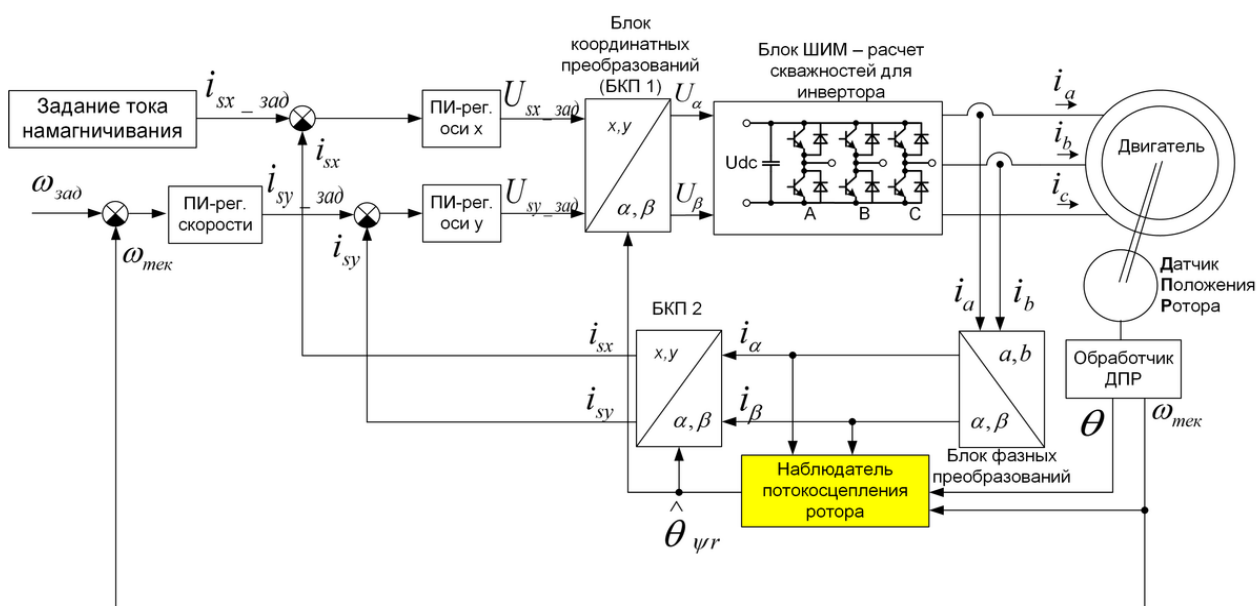 Блок
координатных
преобразований
(БКП 1)
Блок ШИМ – расчет
скважностей для
инвертора
Задание тока
намагничивания
i_sx_зад
i_sx
ПИ-рег.
оси x
U_sx_зад
x,y
α, β
U_α
U_β
Udc
A B C
i_a
i_b
i_c
Двигатель
ω_зад
ω_тек
ПИ-рег.
скорости
i_sy_зад
i_sy
ПИ-рег.
оси y
U_sy_зад
Датчик
Положения
Ротора
i_a
i_b
БКП 2
i_sx
i_sy
x,y
α, β
i_α
i_β
a,b
α, β
Блок фазных
преобразований
Обработчик
ДПР
θ
ω_тек
Наблюдатель
потокосцепления
ротора
θ̂_ψr